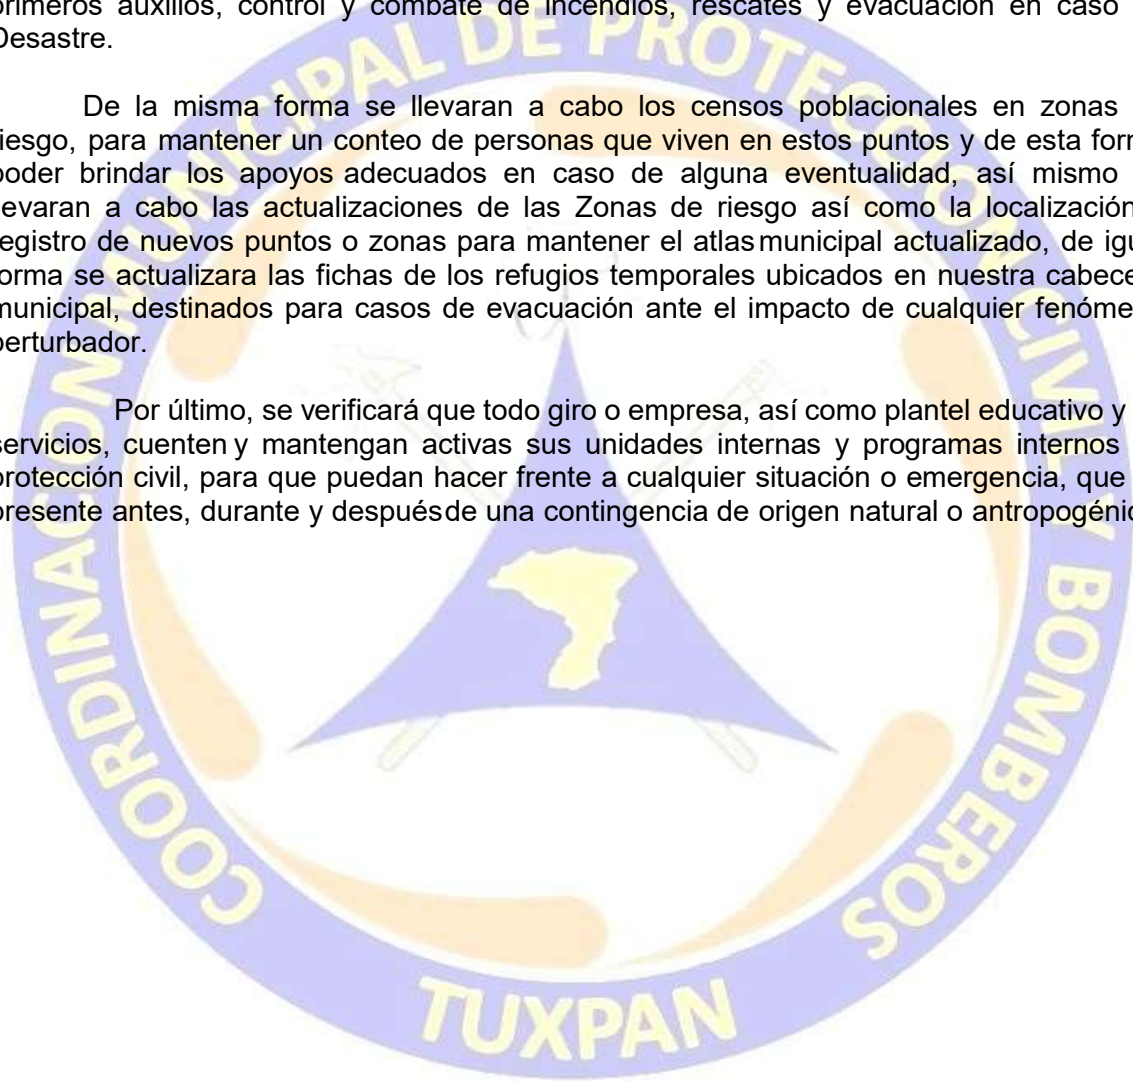 primeros auxilios, control y combate de incendios, rescates y evacuación en caso
Desastre.
De la misma forma se llevaran a cabo los censos poblacionales en zonas
riesgo, para mantener un conteo de personas que viven en estos puntos y de esta for
poder brindar los apoyos adecuados en caso de alguna eventualidad, así mismo
llevaran a cabo las actualizaciones de las Zonas de riesgo así como la localización
registro de nuevos puntos o zonas para mantener el atlas municipal actualizado, de igu
forma se actualizara las fichas de los refugios temporales ubicados en nuestra cabece
municipal, destinados para casos de evacuación ante el impacto de cualquier fenóme
perturbador.
Por último, se verificará que todo giro o empresa, así como plantel educativo y
servicios, cuenten y mantengan activas sus unidades internas y programas internos
protección civil, para que puedan hacer frente a cualquier situación o emergencia, que
presente antes, durante y después de una contingencia de origen natural o antropogénic
COORDINACION MUNICIPAL DE PROTECCION CIVIL Y BOMBEROS
TUXPAN